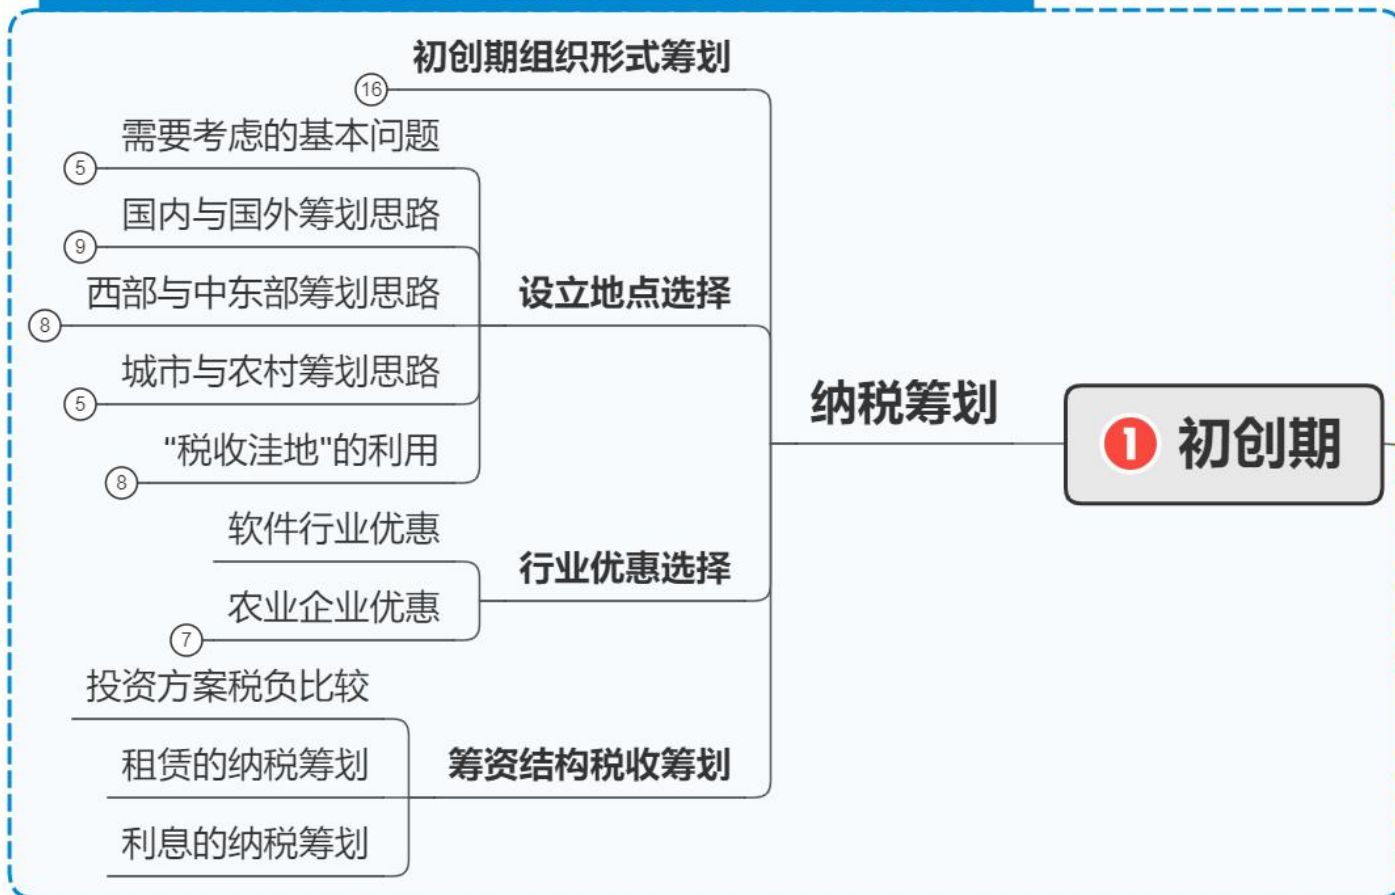 初创期组织形式筹划
16
需要考虑的基本问题
5
国内与国外筹划思路
9
西部与中东部筹划思路
8
城市与农村筹划思路
5
"税收洼地"的利用
8
设立地点选择
软件行业优惠
农业企业优惠
7
行业优惠选择
投资方案税负比较
租赁的纳税筹划
利息的纳税筹划
筹资结构税收筹划
纳税筹划
1 初创期